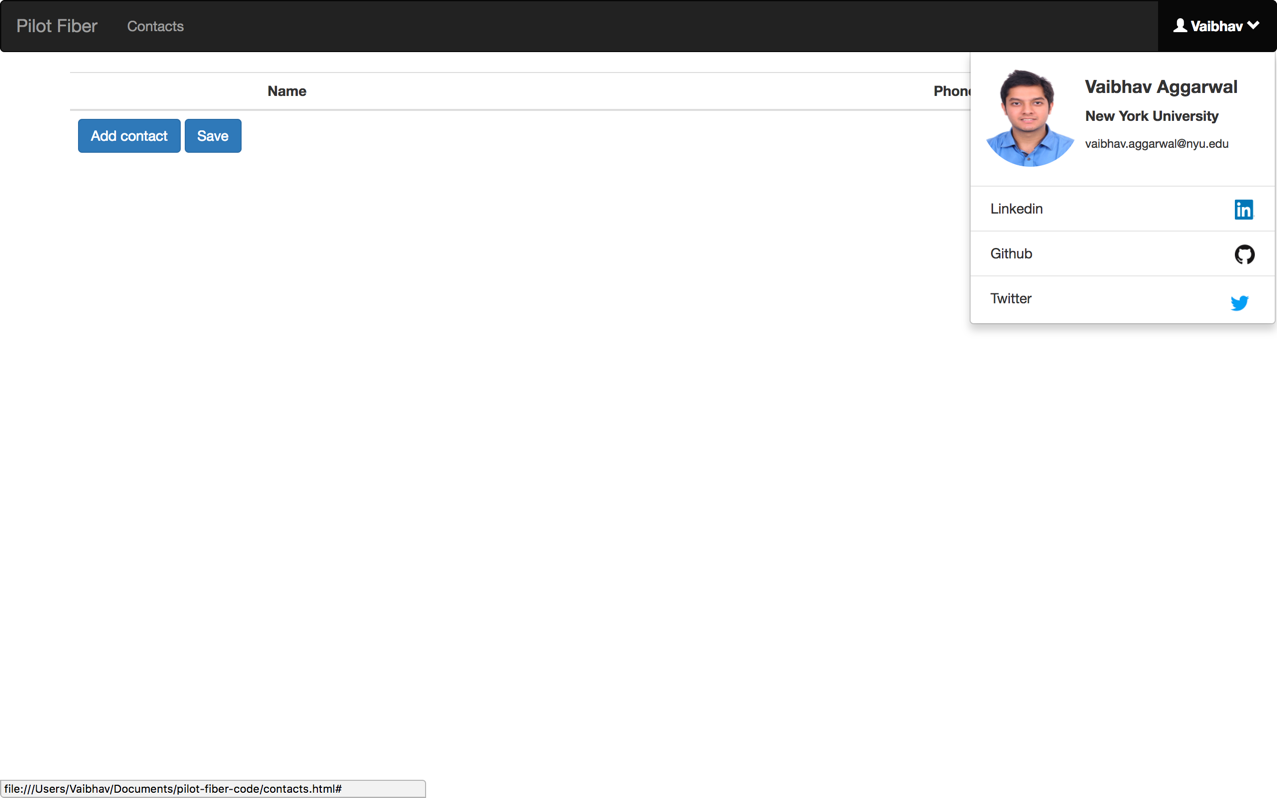 Pilot Fiber Contacts Vaibhav
Name Phone
Add contact Save
Vaibhav Aggarwal
New York University
vaibhav.aggarwal@nyu.edu
Linkedin
in
Github
Twitter
file:///Users/Vaibhav/Documents/pilot-fiber-code/contacts.html#